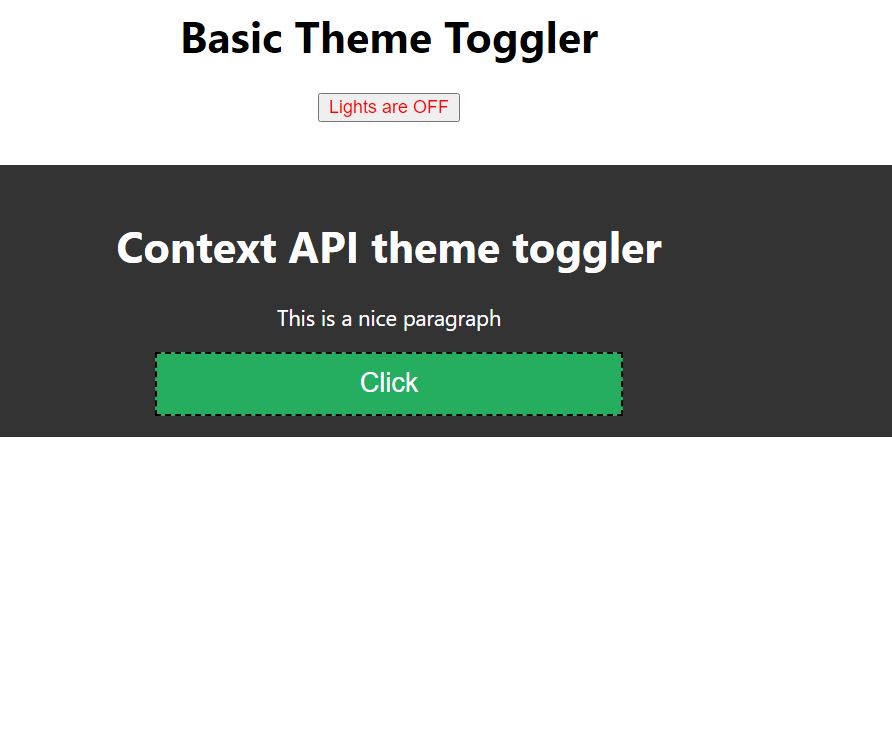 Basic Theme Toggler
Lights are OFF
Context API theme toggler
This is a nice paragraph
Click